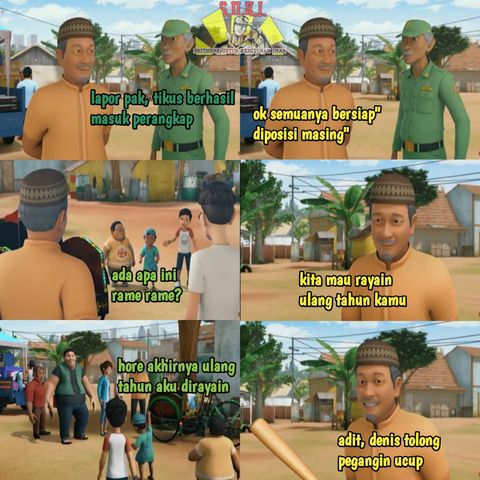 S.U.K.I
lapor pak, tikus berhasil
masuk perangkap
ok semuanya bersiap"
diposisi masing"
ada apa ini
rame rame?
kita mau rayain
ulang tahun kamu
hore akhirnya ulang
tahun aku dirayain
adit, denis tolong
pegangin ucup